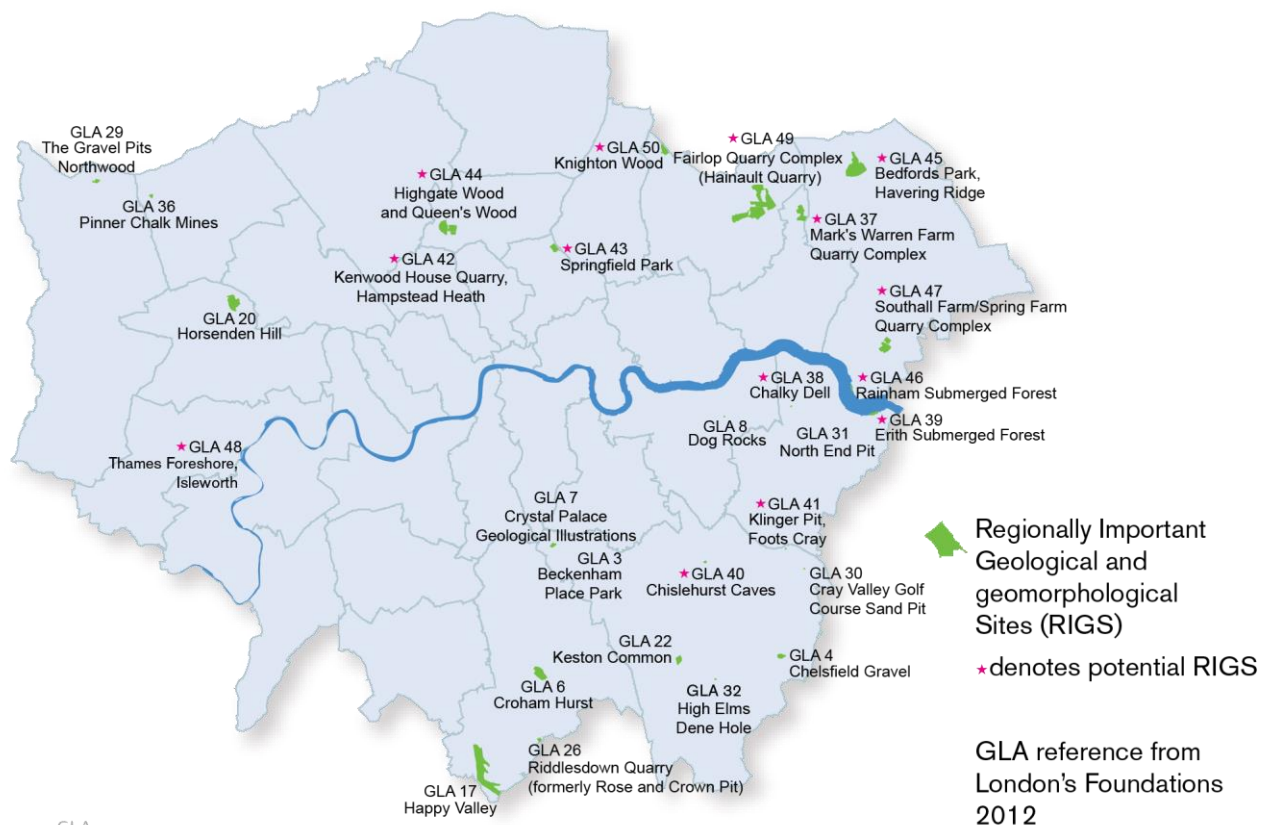 GLA 29
The Gravel Pits
Northwood
GLA 36
Pinner Chalk Mines
GLA 44
Highgate Wood
and Queen's Wood
GLA 50
Knighton Wood
GLA 49
Fairlop Quarry Complex
(Hainault Quarry)
GLA 45
Bedfords Park,
Havering Ridge
GLA 37
Mark's Warren Farm
Quarry Complex
GLA 42
Kenwood House Quarry,
Hampstead Heath
GLA 43
Springfield Park
GLA 47
Southall Farm/Spring Farm
Quarry Complex
GLA 20
Horsenden Hill
GLA 38
Chalky Dell
GLA 46
Rainham Submerged Forest
GLA 8
Dog Rocks
GLA 31
North End Pit
GLA 39
Erith Submerged Forest
GLA 48
Thames Foreshore,
Isleworth
GLA 7
Crystal Palace
Geological Illustrations
GLA 41
Klinger Pit,
Foots Cray
GLA 3
Beckenham
Place Park
GLA 40
Chislehurst Caves
GLA 30
Cray Valley Golf
Course Sand Pit
GLA 22
Keston Common
GLA 4
Chelsfield Gravel
GLA 6
Croham Hurst
GLA 32
High Elms
Dene Hole
GLA 26
Riddlesdown Quarry
(formerly Rose and Crown Pit)
GLA 17
Happy Valley
Regionally Important
Geological and
geomorphological
Sites (RIGS)
★denotes potential RIGS
GLA reference from
London's Foundations
2012
GLA